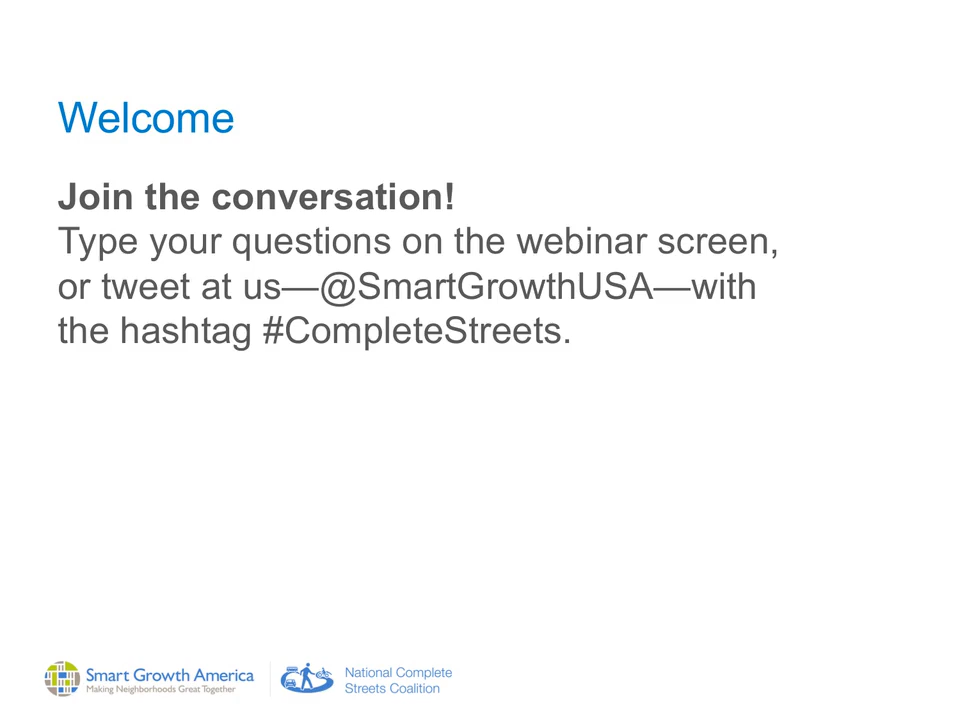 Welcome
Join the conversation!
Type your questions on the webinar screen,
or tweet at us—@SmartGrowthUSA—with
the hashtag #CompleteStreets.
Smart Growth America
Making Neighborhoods Great Together
National Complete
Streets Coalition